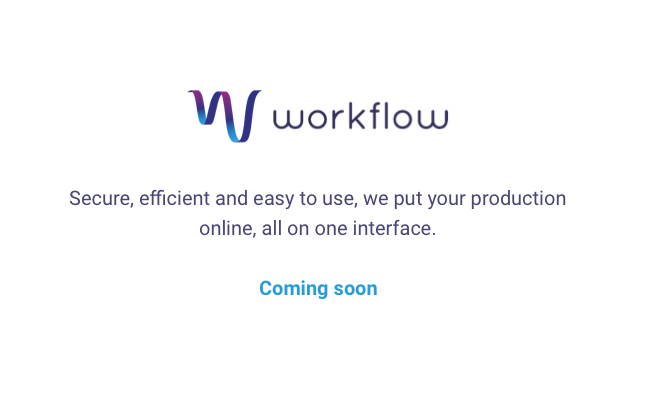 workflow
Secure, efficient and easy to use, we put your production
online, all on one interface.
Coming soon